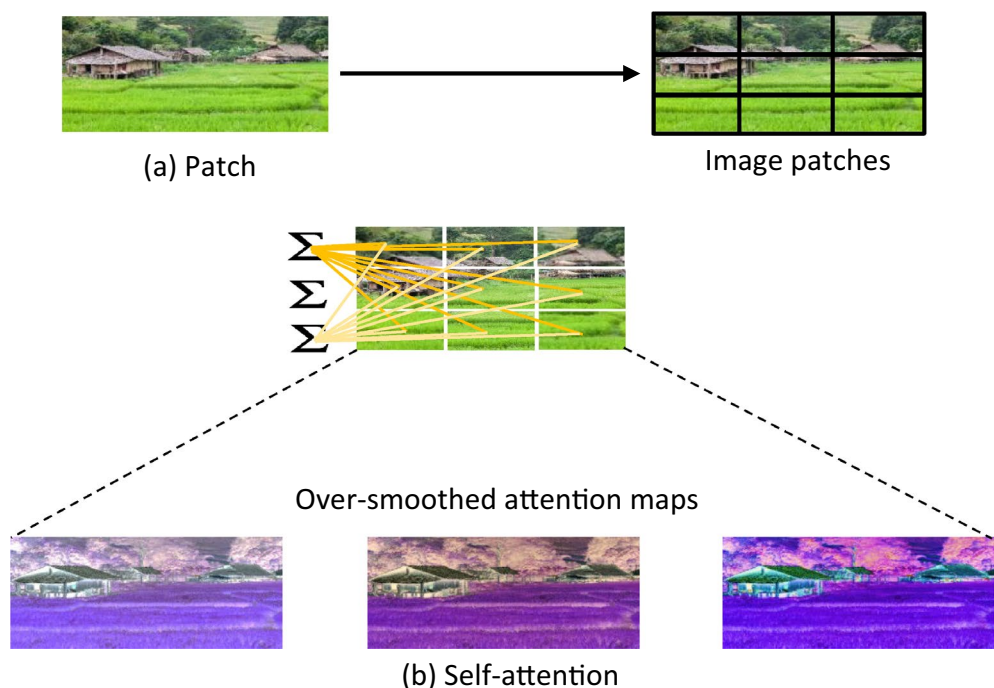 (a) Patch
Image patches
Σ
Σ
Σ
Over-smoothed attention maps
(b) Self-attention